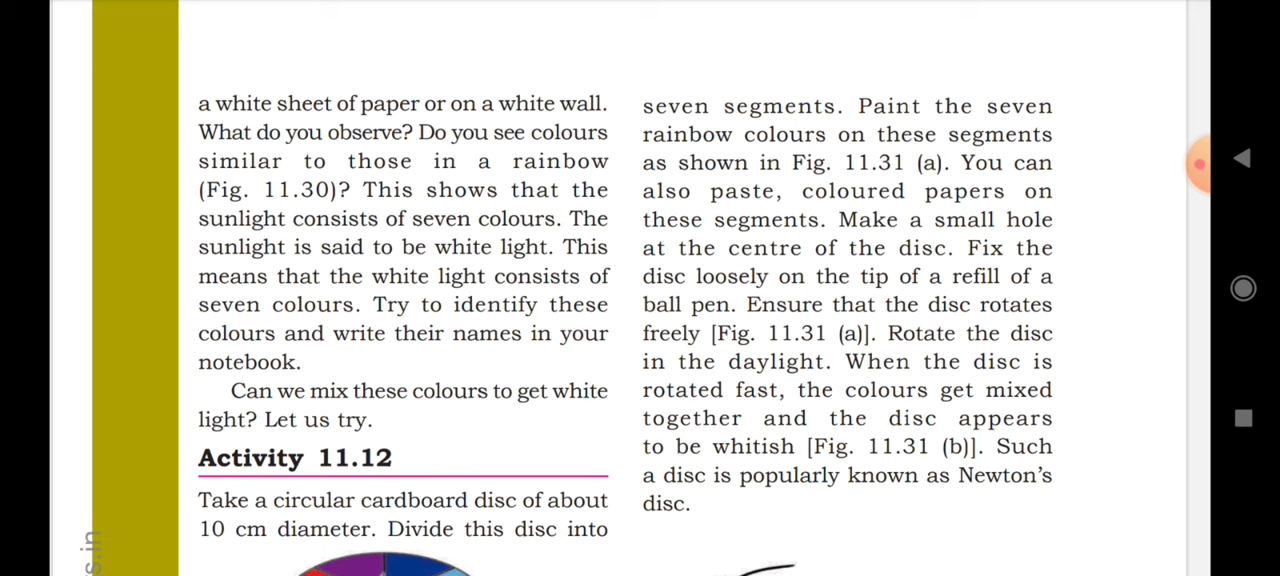 a white sheet of paper or on a white wall.
What do you observe? Do you see colours
similar to those in a rainbow
(Fig. 11.30)? This shows that the
sunlight consists of seven colours. The
sunlight is said to be white light. This
means that the white light consists of
seven colours. Try to identify these
colours and write their names in your
notebook.
Can we mix these colours to get white
light? Let us try.
Activity 11.12
Take a circular cardboard disc of about
10 cm diameter. Divide this disc into
seven segments. Paint the seven
rainbow colours on these segments
as shown in Fig. 11.31 (a). You can
also paste, coloured papers on
these segments. Make a small hole
at the centre of the disc. Fix the
disc loosely on the tip of a refill of a
ball pen. Ensure that the disc rotates
freely [Fig. 11.31 (a)]. Rotate the disc
in the daylight. When the disc is
rotated fast, the colours get mixed
together and the disc appears
to be whitish [Fig. 11.31 (b)]. Such
a disc is popularly known as Newton's
disc.
s.in